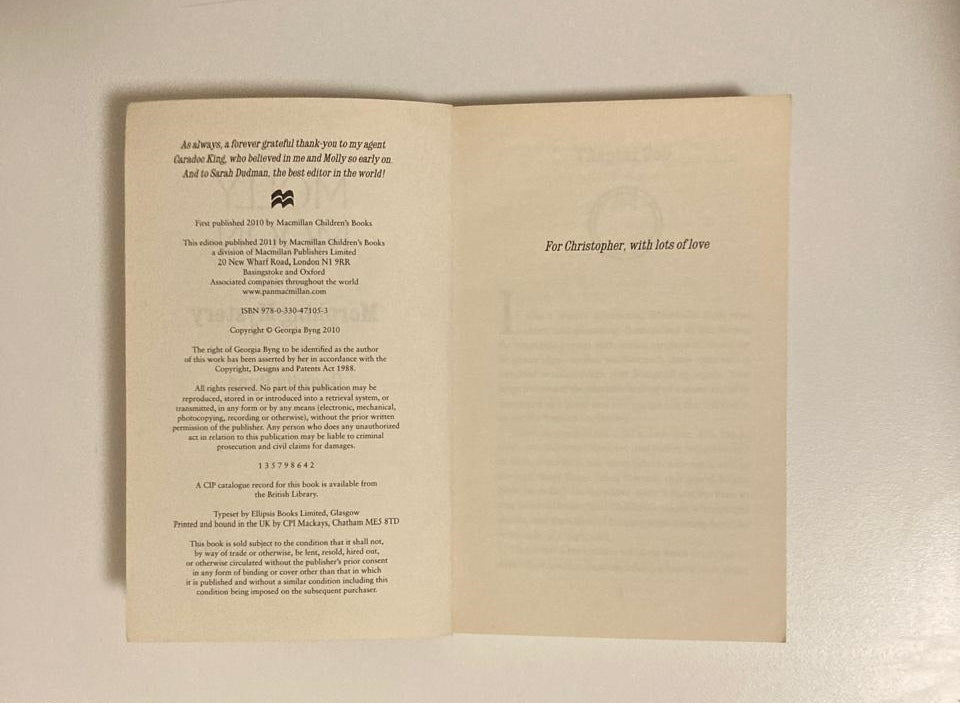 As always, a forever grateful thank-you to my agent
Caradoc King, who believed in me and Molly so early on.
And to Sarah Dudman, the best editor in the world!
First published 2010 by Macmillan Children's Books
This edition published 2011 by Macmillan Children's Books
a division of Macmillan Publishers Limited
20 New Wharf Road, London N1 9RR
Basingstoke and Oxford
Associated companies throughout the world
www.panmacmillan.com
ISBN 978-0-330-47105-3
Copyright © Georgia Byng 2010
The right of Georgia Byng to be identified as the author
of this work has been asserted by her in accordance with the
Copyright, Designs and Patents Act 1988.
All rights reserved. No part of this publication may be
reproduced, stored in or introduced into a retrieval system, or
transmitted, in any form or by any means (electronic, mechanical,
photocopying, recording or otherwise), without the prior written
permission of the publisher. Any person who does any unauthorized
act in relation to this publication may be liable to criminal
prosecution and civil claims for damages.
1 3 5 7 9 8 6 4 2
A CIP catalogue record for this book is available from
the British Library.
Typeset by Ellipsis Books Limited, Glasgow
Printed and bound in the UK by CPI Mackays, Chatham ME5 8TD
This book is sold subject to the condition that it shall not,
by way of trade or otherwise, be lent, resold, hired out,
or otherwise circulated without the publisher's prior consent
in any form of binding or cover other than that in which
it is published and without a similar condition including this
condition being imposed on the subsequent purchaser.
For Christopher, with lots of love